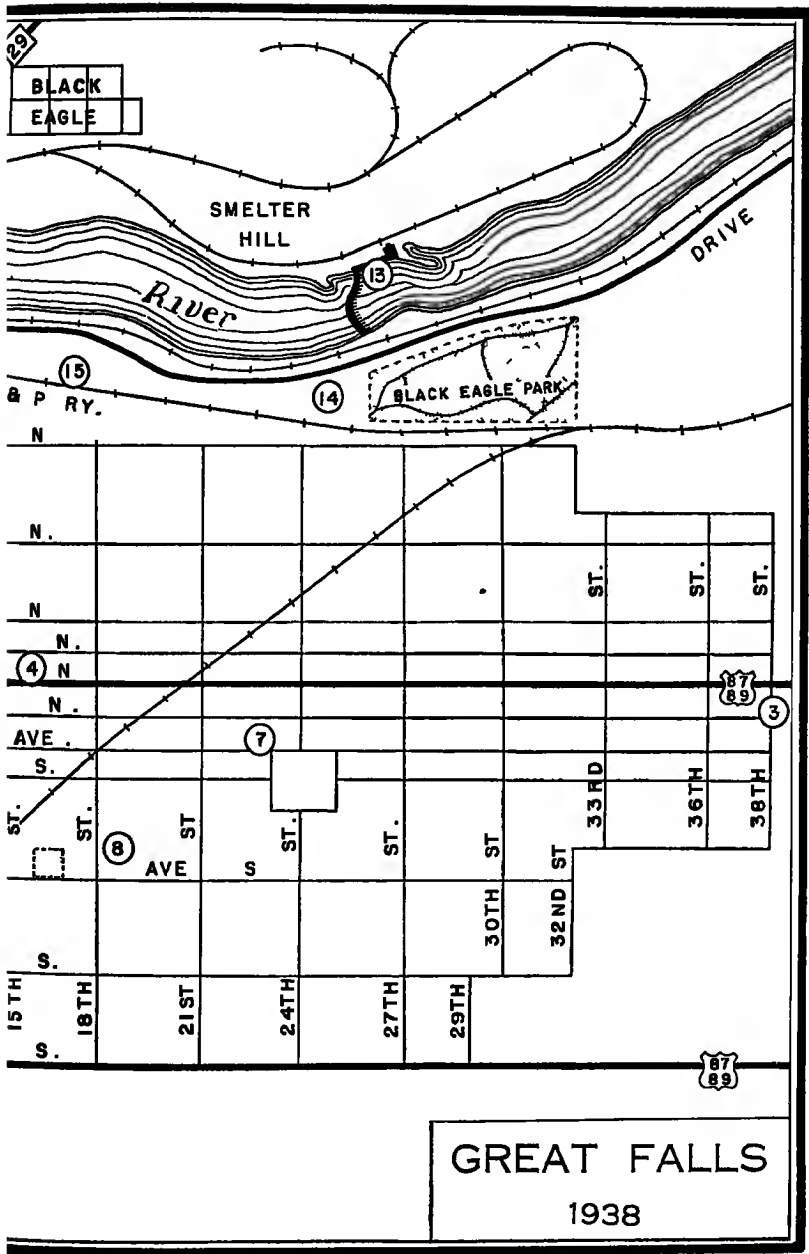 29
BLACK
EAGLE
SMELTER
HILL
DRIVE
13
River
15
14
BLACK EAGLE PARK
& P RY.
N
N.
ST.
ST.
ST.
N
N.
4
N
87
89
N.
3
7
AVE.
S.
33RD
36TH
38TH
ST.
ST.
ST
ST.
ST.
ST
ST
8
AVE S
30TH
32ND
S.
15TH
18TH
21ST
24TH
27TH
29TH
S.
87
89
GREAT FALLS
1938